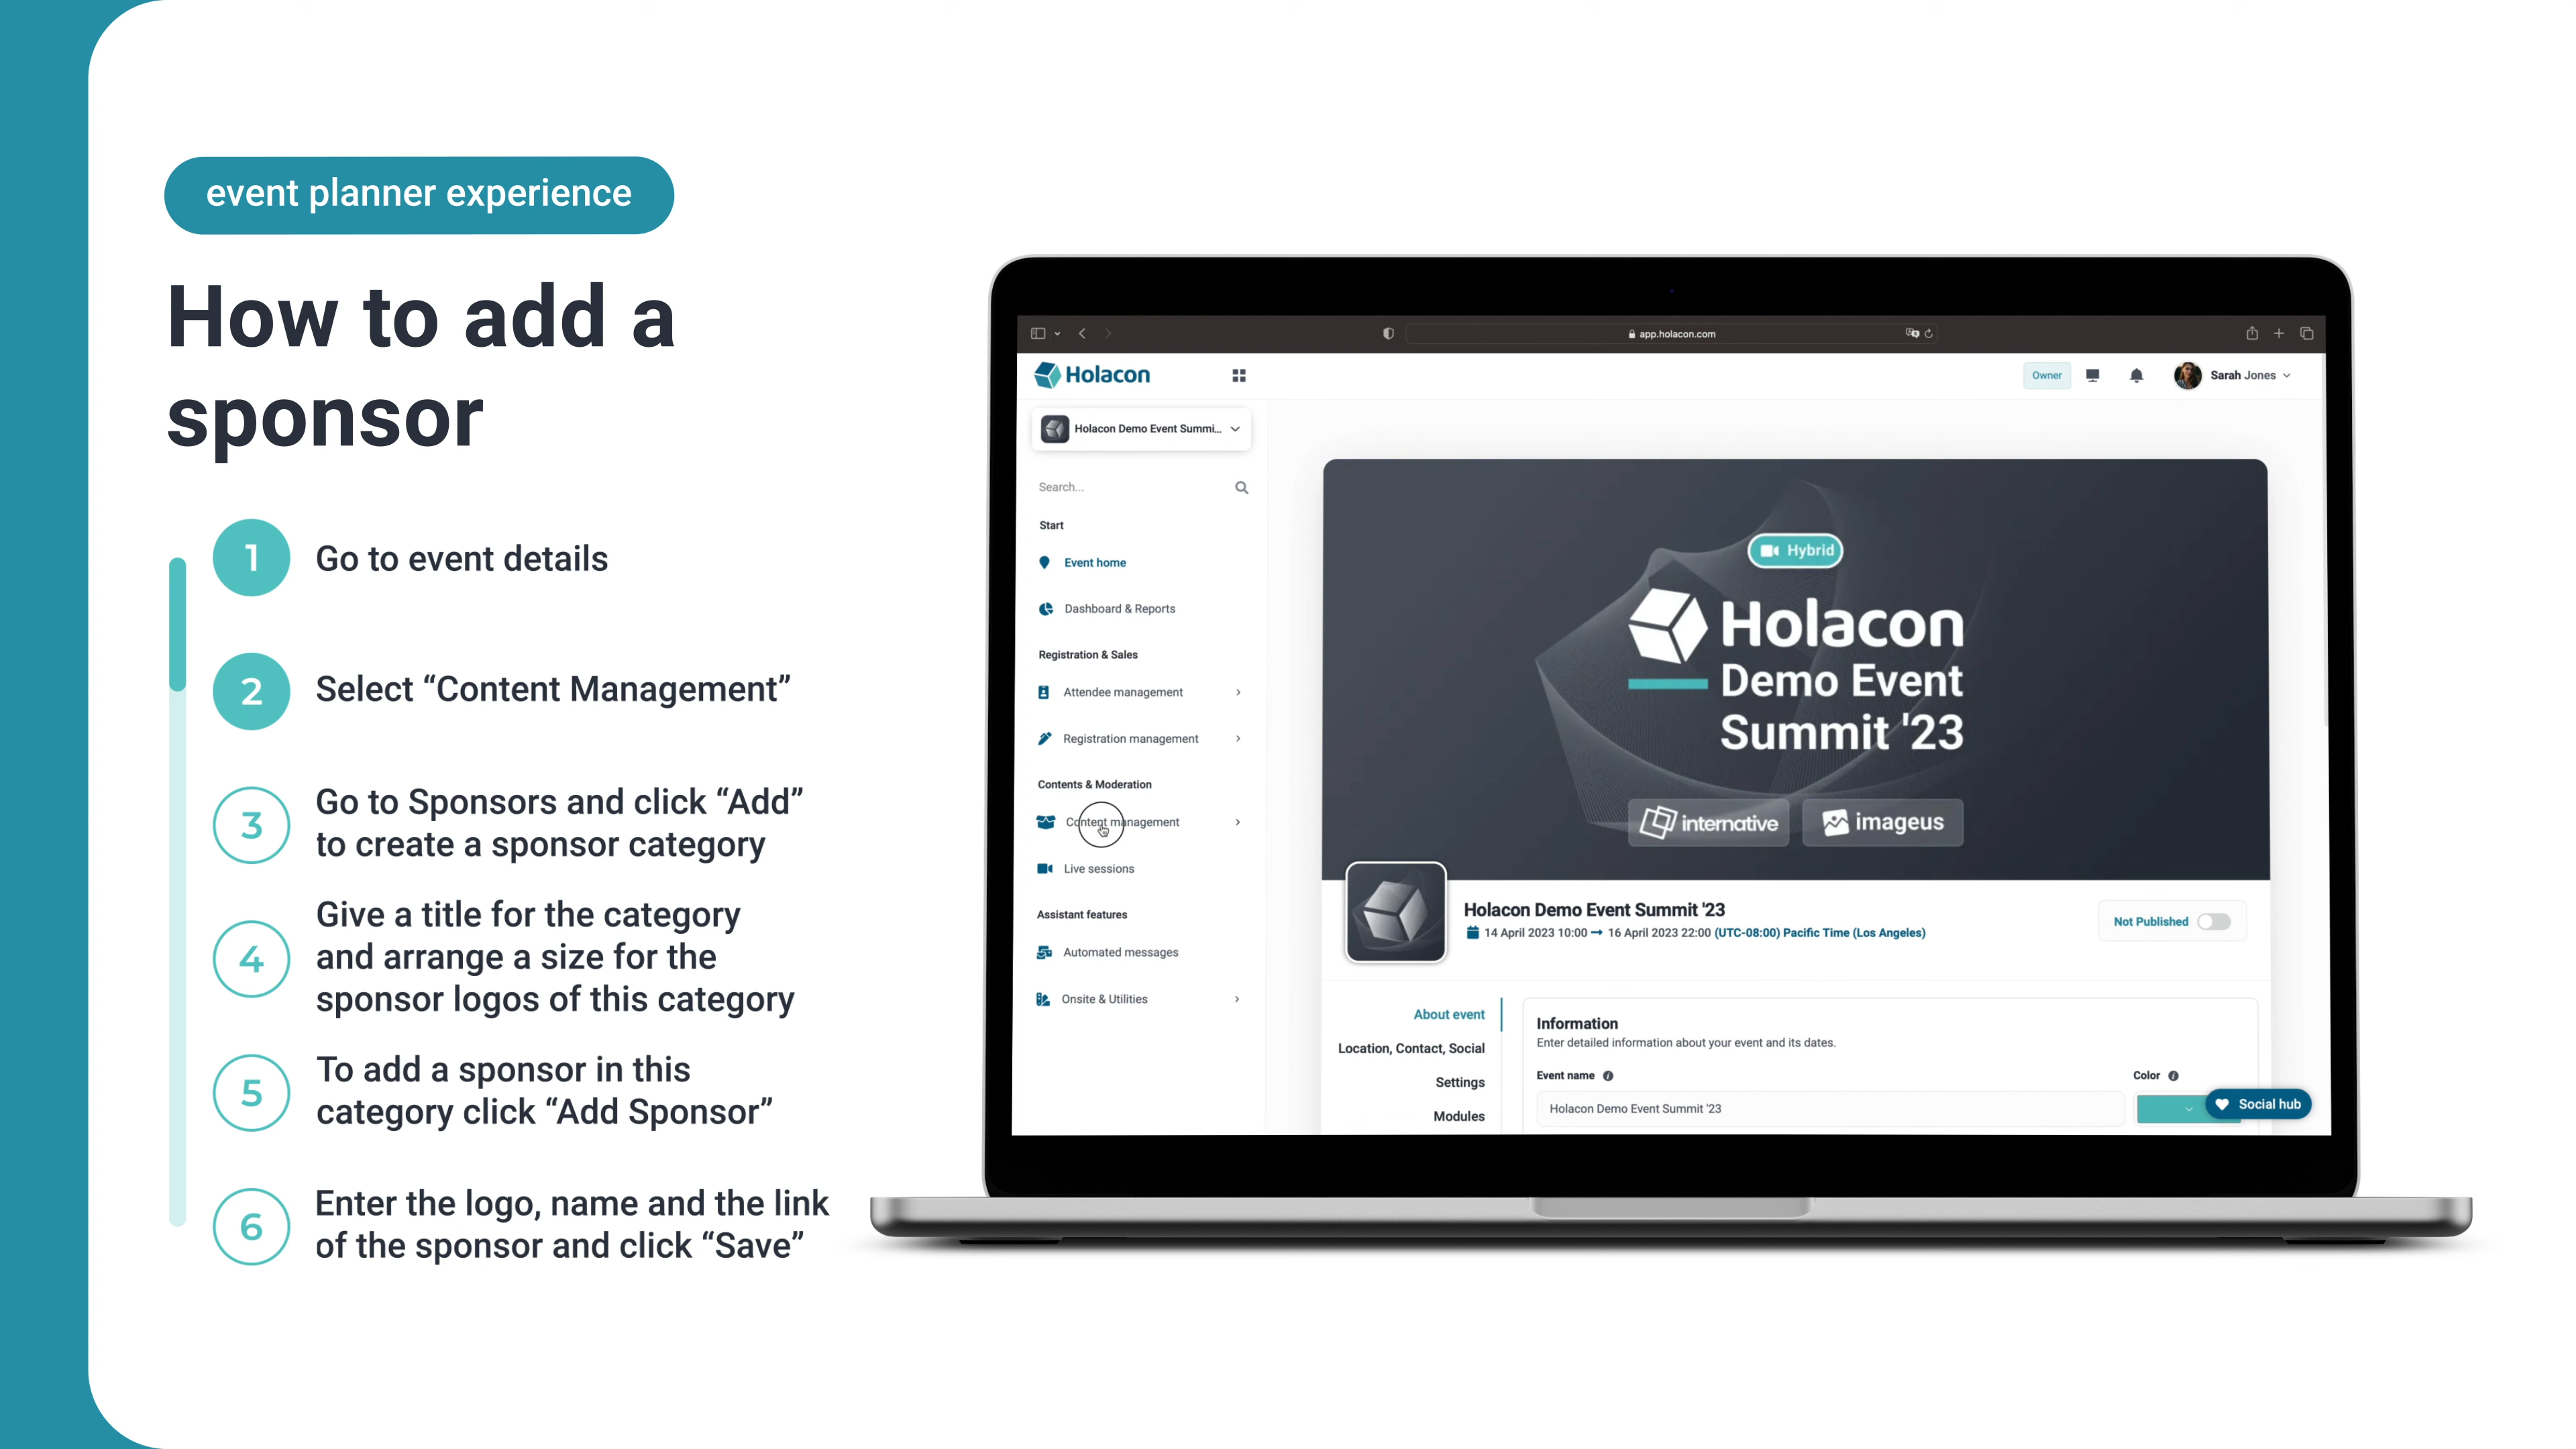 event planner experience
How to add a
sponsor
1
Go to event details
2
Select “Content Management”
3
Go to Sponsors and click “Add”
to create a sponsor category
4
Give a title for the category
and arrange a size for the
sponsor logos of this category
5
To add a sponsor in this
category click “Add Sponsor”
6
Enter the logo, name and the link
of the sponsor and click “Save”
app.holacon.com
Holacon
Owner
Sarah Jones
Holacon Demo Event Summi...
Search...
Start
Event home
Dashboard & Reports
Registration & Sales
Attendee management
Registration management
Contents & Moderation
Content management
Live sessions
Assistant features
Automated messages
Onsite & Utilities
Hybrid
Holacon
Demo Event
Summit '23
internative
imageus
Holacon Demo Event Summit '23
14 April 2023 10:00 → 16 April 2023 22:00 (UTC-08:00) Pacific Time (Los Angeles)
Not Published
About event
Location, Contact, Social
Settings
Modules
Information
Enter detailed information about your event and its dates.
Event name
Color
Holacon Demo Event Summit '23
Social hub